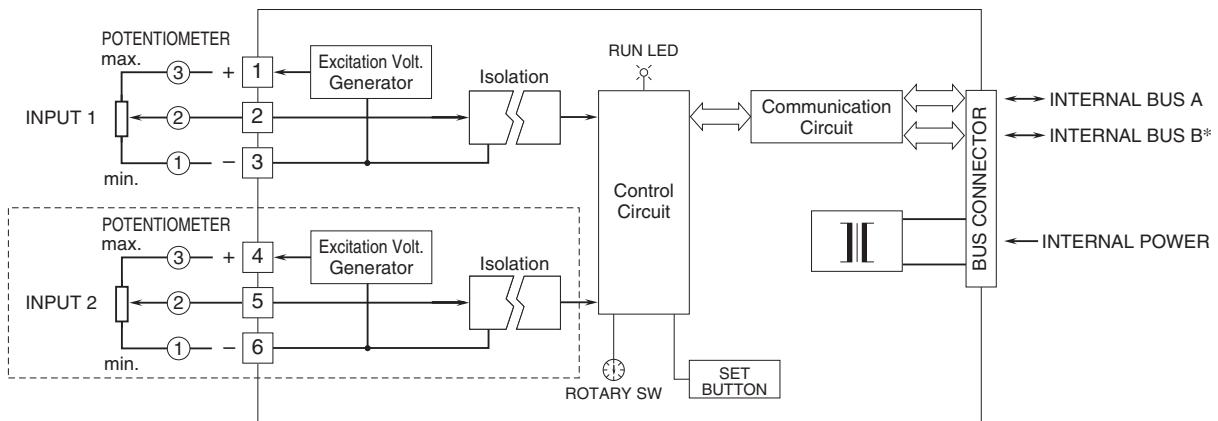 POTENTIOMETER
max.
3
+
1
Excitation Volt.
Generator
Isolation
RUN LED
INPUT 1
2
2
Communication
Circuit
INTERNAL BUS A
INTERNAL BUS B*
1
–
3
min.
Control
Circuit
BUS CONNECTOR
INTERNAL POWER
POTENTIOMETER
max.
3
+
4
Excitation Volt.
Generator
Isolation
INPUT 2
2
5
1
–
6
min.
ROTARY SW
SET
BUTTON